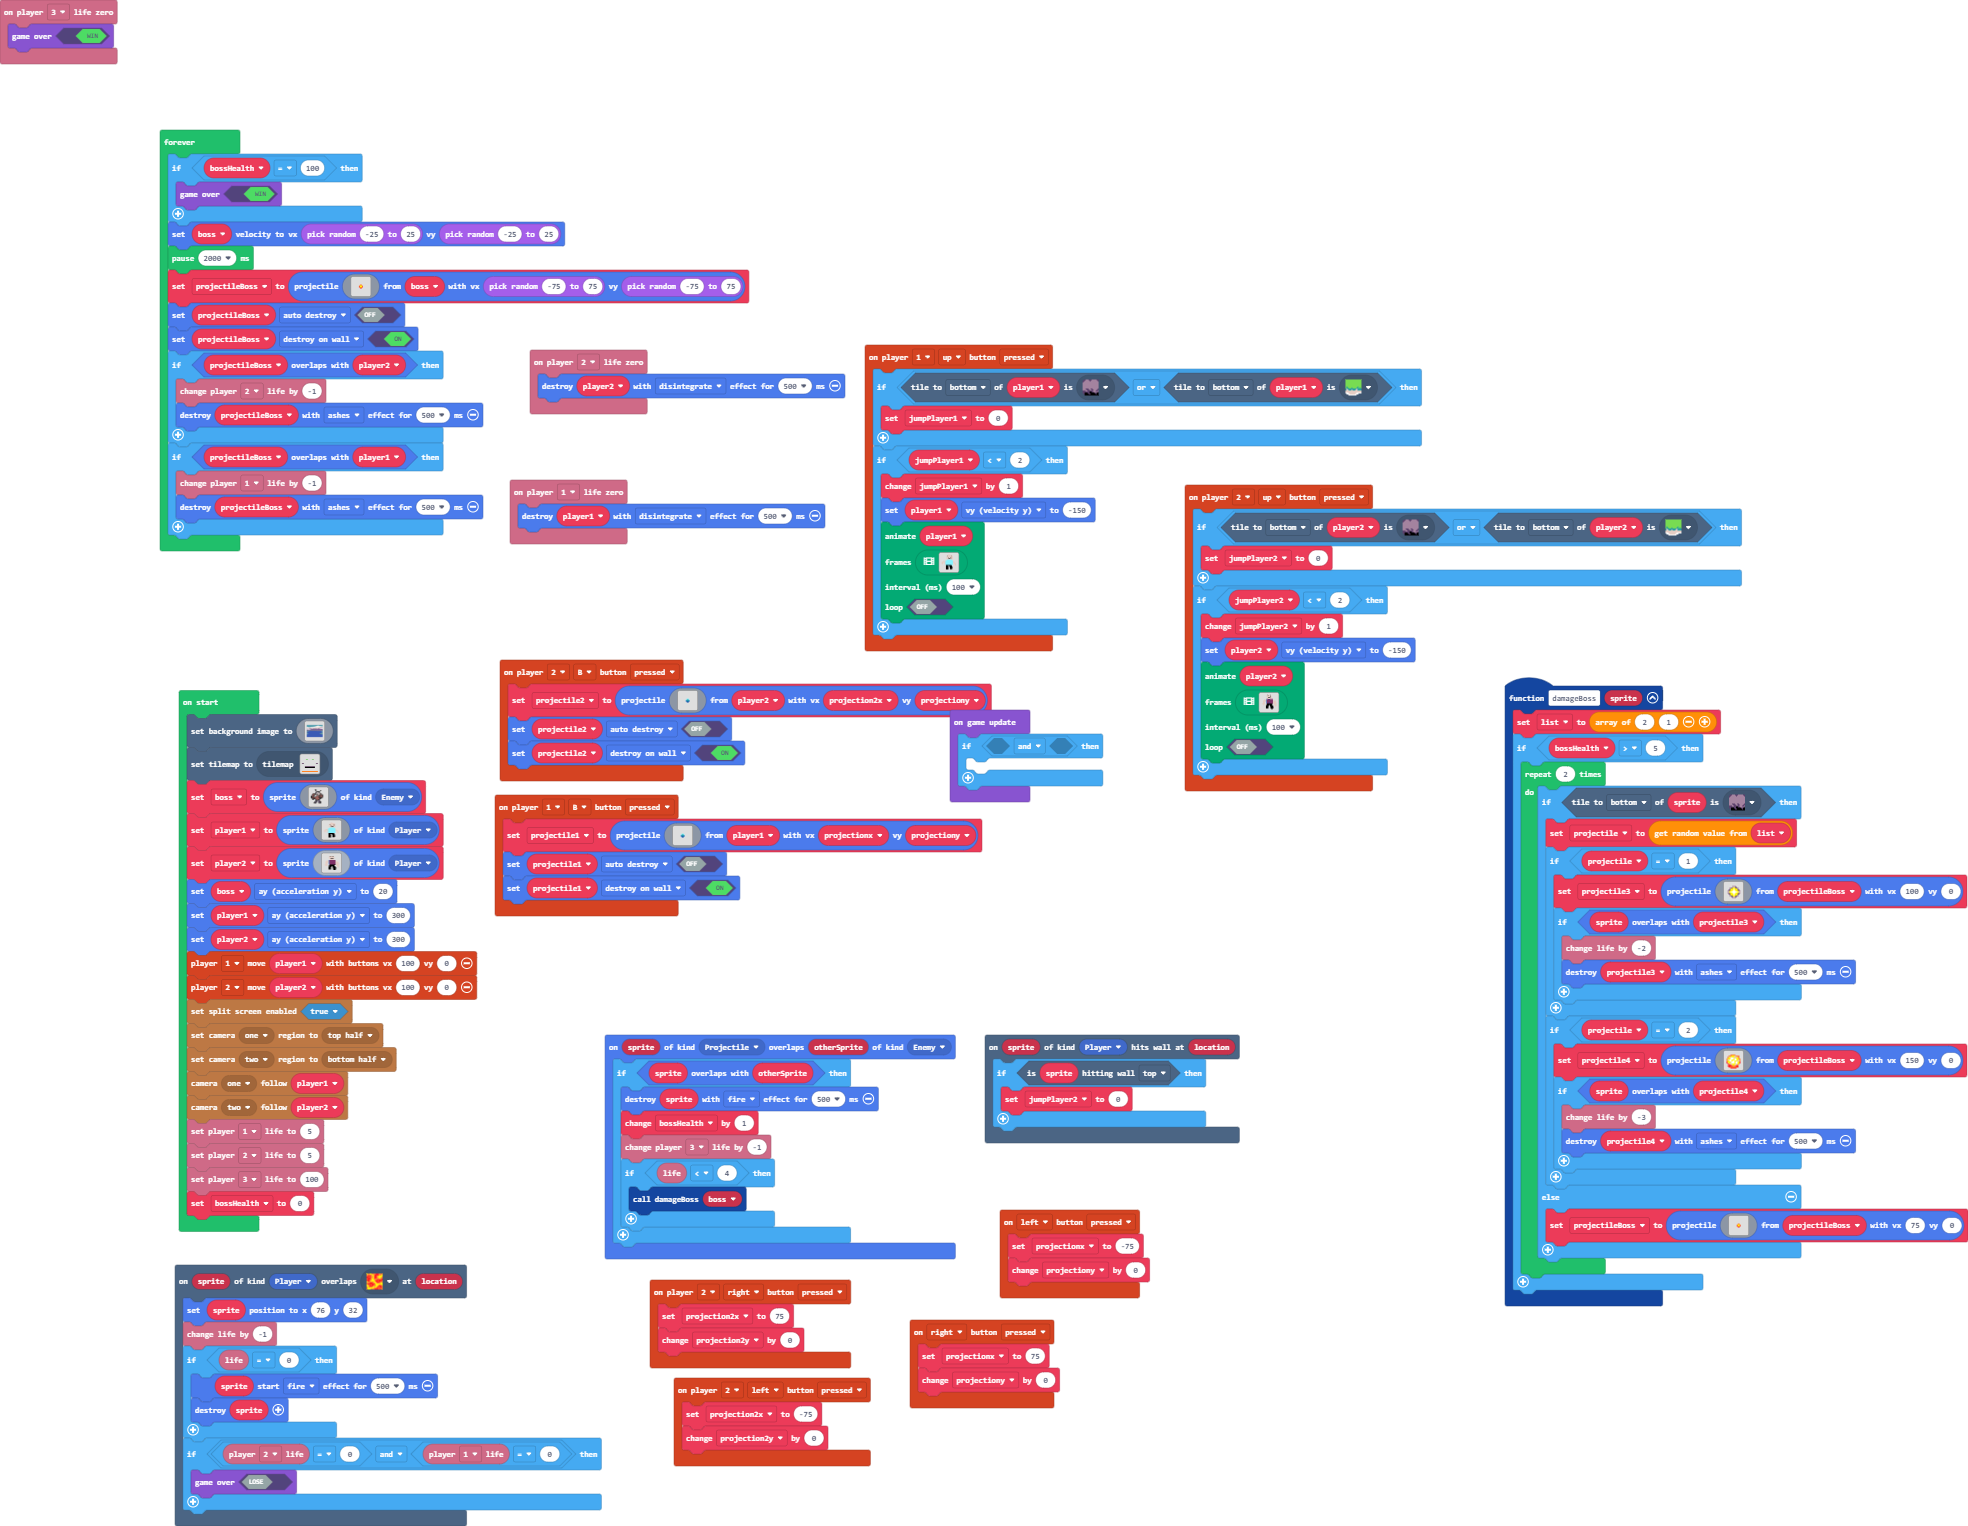 on player 3 life zero
game over WIN
forever
if bossHealth = 100 then
game over WIN
set boss velocity to vx pick random -25 to 25 vy pick random -25 to 25
pause 2000 ms
set projectileBoss to projectile from boss with vx pick random -75 to 75 vy pick random -75 to 75
set projectileBoss auto destroy OFF
set projectileBoss destroy on wall ON
if projectileBoss overlaps with player2 then
change player 2 life by -1
destroy projectileBoss with ashes effect for 500 ms
if projectileBoss overlaps with player1 then
change player 1 life by -1
destroy projectileBoss with ashes effect for 500 ms
on player 2 life zero
destroy player2 with disintegrate effect for 500 ms
on player 1 life zero
destroy player1 with disintegrate effect for 500 ms
on player 1 up button pressed
if tile to bottom of player1 is or tile to bottom of player1 is then
set jumpPlayer1 to 0
if jumpPlayer1 < 2 then
change jumpPlayer1 by 1
set player1 vy (velocity y) to -150
animate player1
frames
interval (ms) 100
loop OFF
on player 2 up button pressed
if tile to bottom of player2 is or tile to bottom of player2 is then
set jumpPlayer2 to 0
if jumpPlayer2 < 2 then
change jumpPlayer2 by 1
set player2 vy (velocity y) to -150
animate player2
frames
interval (ms) 100
loop OFF
on start
set background image to
set tilemap to tilemap
set boss to sprite of kind Enemy
set player1 to sprite of kind Player
set player2 to sprite of kind Player
set boss ay (acceleration y) to 20
set player1 ay (acceleration y) to 300
set player2 ay (acceleration y) to 300
player 1 move player1 with buttons vx 100 vy 0
player 2 move player2 with buttons vx 100 vy 0
set split screen enabled true
set camera one region to top half
set camera two region to bottom half
camera one follow player1
camera two follow player2
set player 1 life to 5
set player 2 life to 5
set player 3 life to 100
set bossHealth to 0
on player 2 B button pressed
set projectile2 to projectile from player2 with vx projection2x vy projectiony
set projectile2 auto destroy OFF
set projectile2 destroy on wall ON
on game update
if and then
on player 1 B button pressed
set projectile1 to projectile from player1 with vx projectionx vy projectiony
set projectile1 auto destroy OFF
set projectile1 destroy on wall ON
function damageBoss sprite
set list to array of 2 1
if bossHealth > 5 then
repeat 2 times
do
if tile to bottom of sprite is then
set projectile to get random value from list
if projectile = 1 then
set projectile3 to projectile from projectileBoss with vx 100 vy 0
if sprite overlaps with projectile3 then
change life by -2
destroy projectile3 with ashes effect for 500 ms
if projectile = 2 then
set projectile4 to projectile from projectileBoss with vx 150 vy 0
if sprite overlaps with projectile4 then
change life by -3
destroy projectile4 with ashes effect for 500 ms
else
set projectileBoss to projectile from projectileBoss with vx 75 vy 0
on sprite of kind Projectile overlaps otherSprite of kind Enemy
if sprite overlaps with otherSprite then
destroy sprite with fire effect for 500 ms
change bossHealth by 1
change player 3 life by -1
if life < 4 then
call damageBoss boss
on sprite of kind Player hits wall at location
if is sprite hitting wall top then
set jumpPlayer2 to 0
on left button pressed
set projectionx to -75
change projectiony by 0
on sprite of kind Player overlaps at location
set sprite position to x 76 y 32
change life by -1
if life = 0 then
sprite start fire effect for 500 ms
destroy sprite
if player 2 life = 0 and player 1 life = 0 then
game over LOSE
on player 2 right button pressed
set projection2x to 75
change projection2y by 0
on right button pressed
set projectionx to 75
change projectiony by 0
on player 2 left button pressed
set projection2x to -75
change projection2y by 0